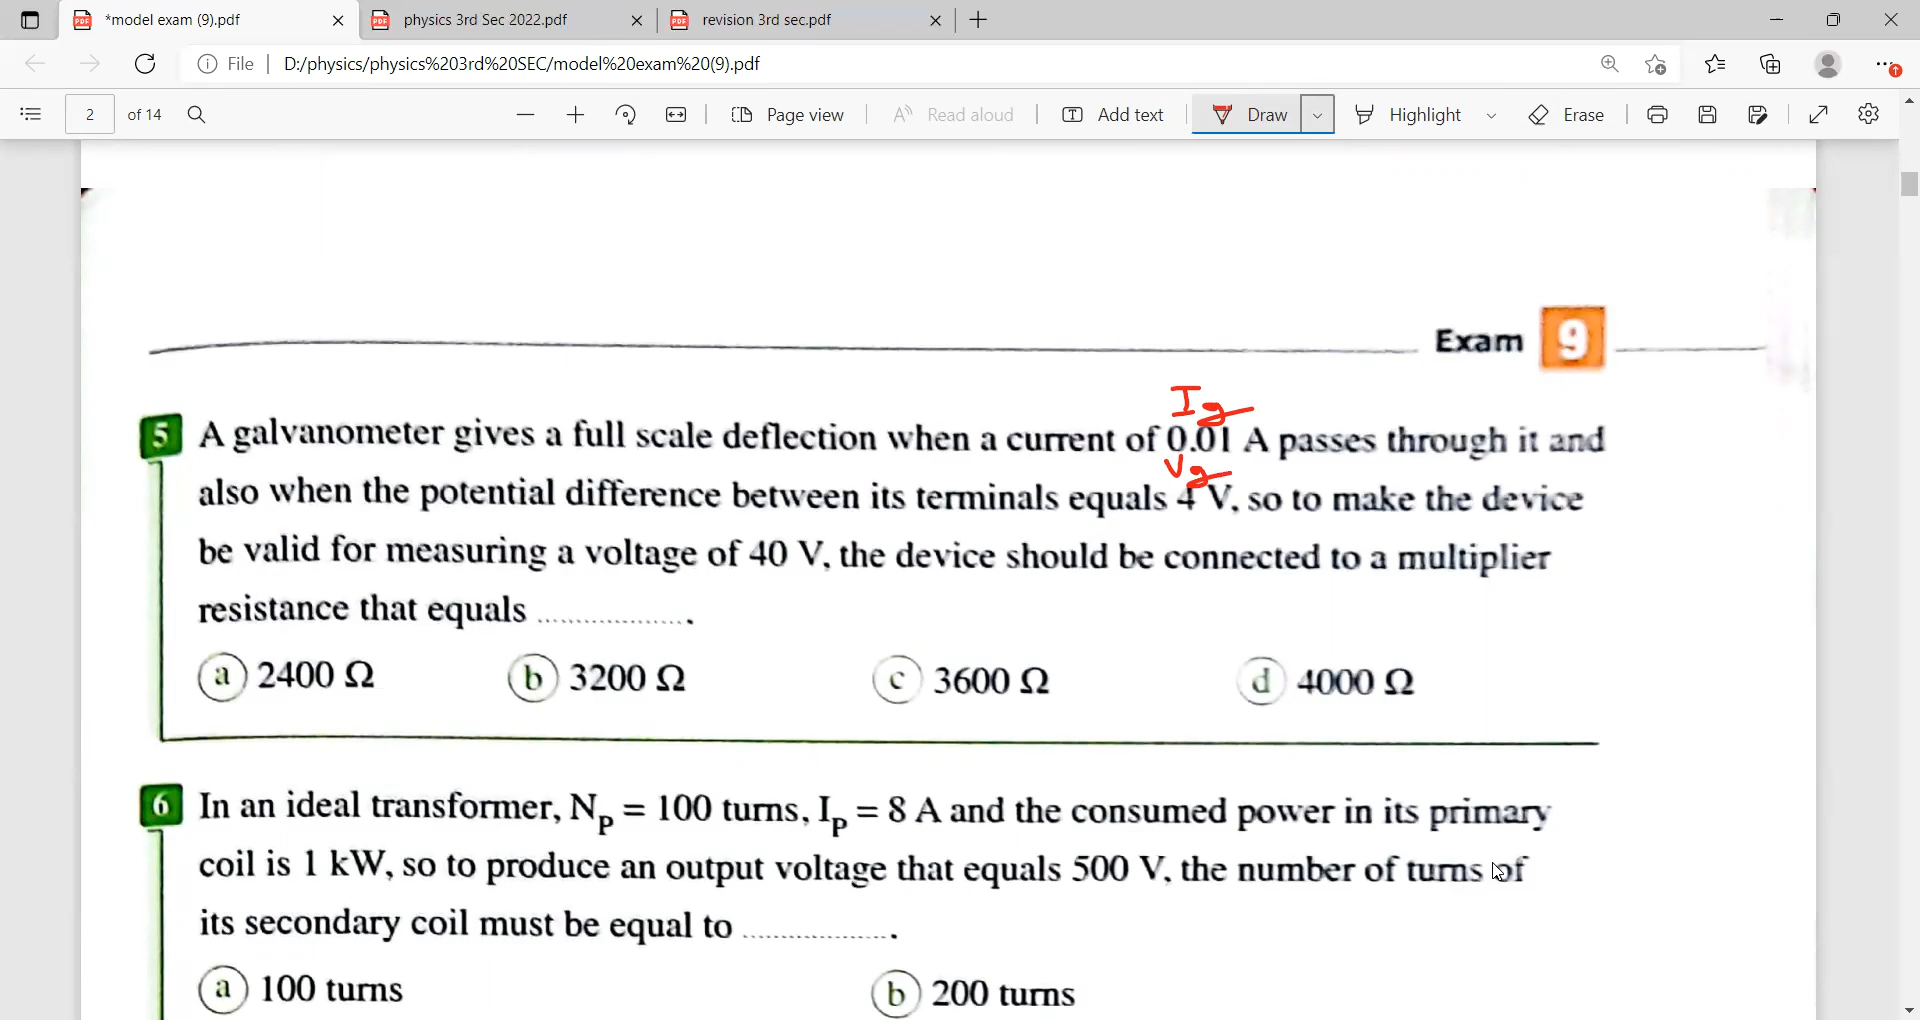 *model exam (9).pdf
physics 3rd Sec 2022.pdf
revision 3rd sec.pdf
File
D:/physics/physics%203rd%20SEC/model%20exam%20(9).pdf
2 of 14
Page view
Read aloud
Add text
Draw
Highlight
Erase
Exam 9
Ig
5 A galvanometer gives a full scale deflection when a current of 0.01 A passes through it and
Vg
also when the potential difference between its terminals equals 4 V, so to make the device
be valid for measuring a voltage of 40 V, the device should be connected to a multiplier
resistance that equals .................. .
a 2400 Ω b 3200 Ω c 3600 Ω d 4000 Ω
6 In an ideal transformer, Np = 100 turns, Ip = 8 A and the consumed power in its primary
coil is 1 kW, so to produce an output voltage that equals 500 V, the number of turns of
its secondary coil must be equal to .................. .
a 100 turns b 200 turns